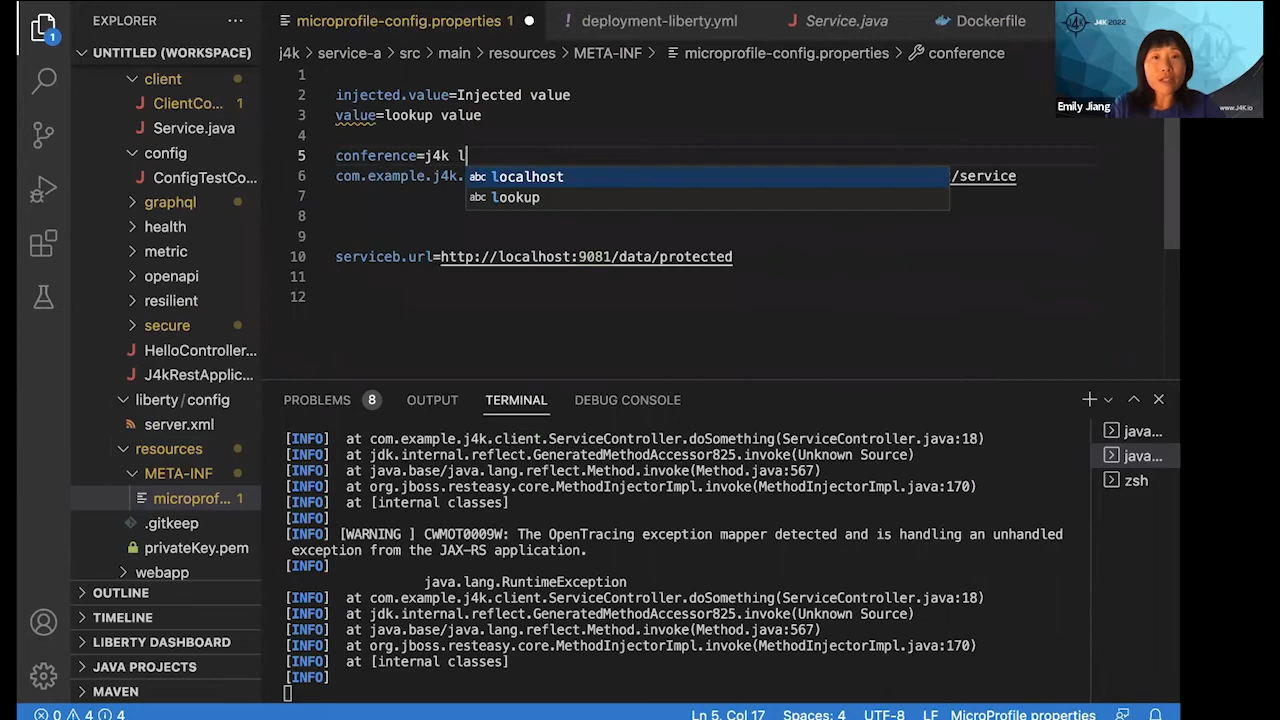 EXPLORER
UNTITLED (WORKSPACE)
client
ClientCo... 1
Service.java
config
ConfigTestCo...
graphql
health
metric
openapi
resilient
secure
HelloController...
J4kRestApplic...
liberty/config
server.xml
resources
META-INF
microprof... 1
.gitkeep
privateKey.pem
webapp
OUTLINE
TIMELINE
LIBERTY DASHBOARD
JAVA PROJECTS
MAVEN
1
microprofile-config.properties 1
deployment-liberty.yml
Service.java
Dockerfile
j4k > service-a > src > main > resources > META-INF > microprofile-config.properties > conference
1
2 injected.value=Injected value
3 value=lookup value
4
5 conference=j4k l
6 com.example.j4k. /service
abc localhost
abc lookup
7
8
9
10 serviceb.url=http://localhost:9081/data/protected
11
12
J4K 2022
Emily Jiang
www.J4K.io
PROBLEMS 8 OUTPUT TERMINAL DEBUG CONSOLE
[INFO] at com.example.j4k.client.ServiceController.doSomething(ServiceController.java:18)
[INFO] at jdk.internal.reflect.GeneratedMethodAccessor825.invoke(Unknown Source)
[INFO] at java.base/java.lang.reflect.Method.invoke(Method.java:567)
[INFO] at org.jboss.resteasy.core.MethodInjectorImpl.invoke(MethodInjectorImpl.java:170)
[INFO] at [internal classes]
[INFO]
[INFO] [WARNING ] CWMOT0009W: The OpenTracing exception mapper detected and is handling an unhandled
exception from the JAX-RS application.
[INFO]
java.lang.RuntimeException
[INFO] at com.example.j4k.client.ServiceController.doSomething(ServiceController.java:18)
[INFO] at jdk.internal.reflect.GeneratedMethodAccessor825.invoke(Unknown Source)
[INFO] at java.base/java.lang.reflect.Method.invoke(Method.java:567)
[INFO] at org.jboss.resteasy.core.MethodInjectorImpl.invoke(MethodInjectorImpl.java:170)
[INFO] at [internal classes]
[INFO]
java...
java...
zsh
0 4 4
Ln 5, Col 17 Spaces: 4 UTF-8 LF MicroProfile properties